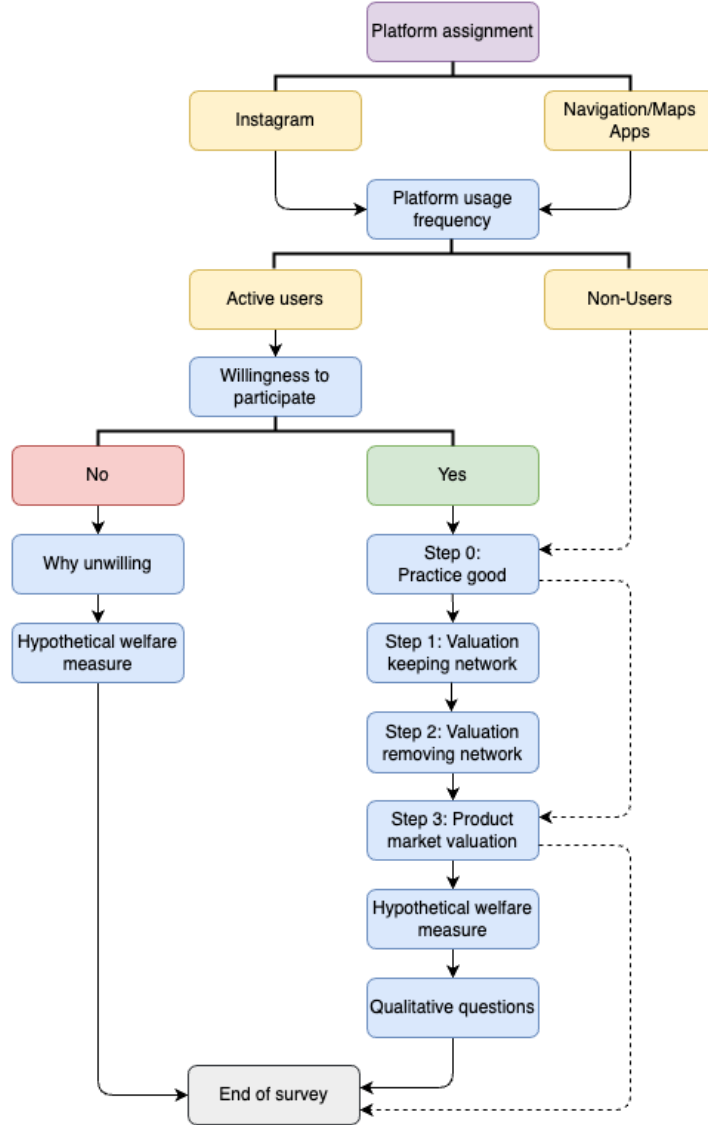 Platform assignment
Instagram
Navigation/Maps
Apps
Platform usage
frequency
Active users
Non-Users
Willingness to
participate
No
Yes
Why unwilling
Step 0:
Practice good
Hypothetical welfare
measure
Step 1: Valuation
keeping network
Step 2: Valuation
removing network
Step 3: Product
market valuation
Hypothetical welfare
measure
Qualitative questions
End of survey